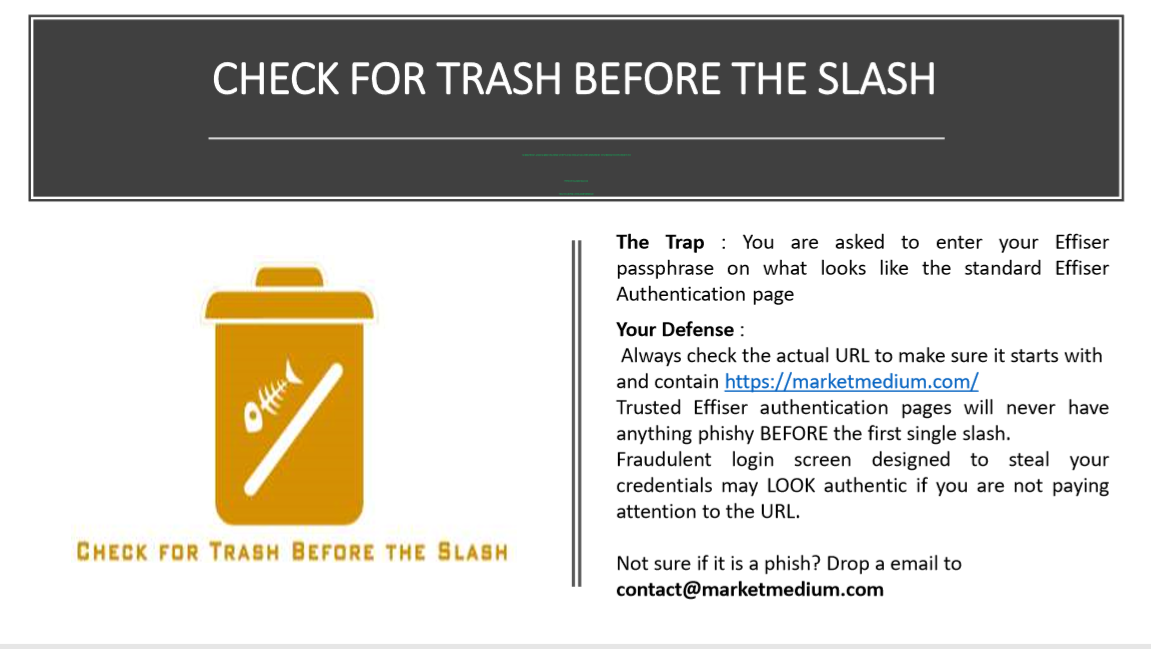 CHECK FOR TRASH BEFORE THE SLASH
CHECK FOR TRASH BEFORE THE SLASH
The Trap : You are asked to enter your Effiser
passphrase on what looks like the standard Effiser
Authentication page
Your Defense :
Always check the actual URL to make sure it starts with
and contain https://marketmedium.com/
Trusted Effiser authentication pages will never have
anything phishy BEFORE the first single slash.
Fraudulent login screen designed to steal your
credentials may LOOK authentic if you are not paying
attention to the URL.
Not sure if it is a phish? Drop a email to
contact@marketmedium.com